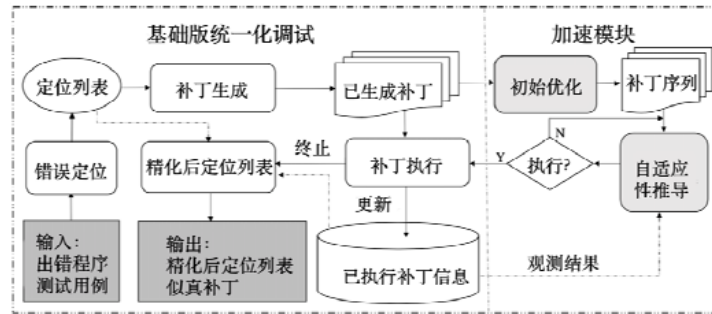 基础版统一化调试
加速模块
定位列表
补丁生成
已生成补丁
初始优化
补丁序列
N
错误定位
精化后定位列表
终止
补丁执行
Y
执行?
自适应
性推导
更新
输入:
出错程序
测试用例
输出:
精化后定位列表
似真补丁
已执行补丁信息
观测结果